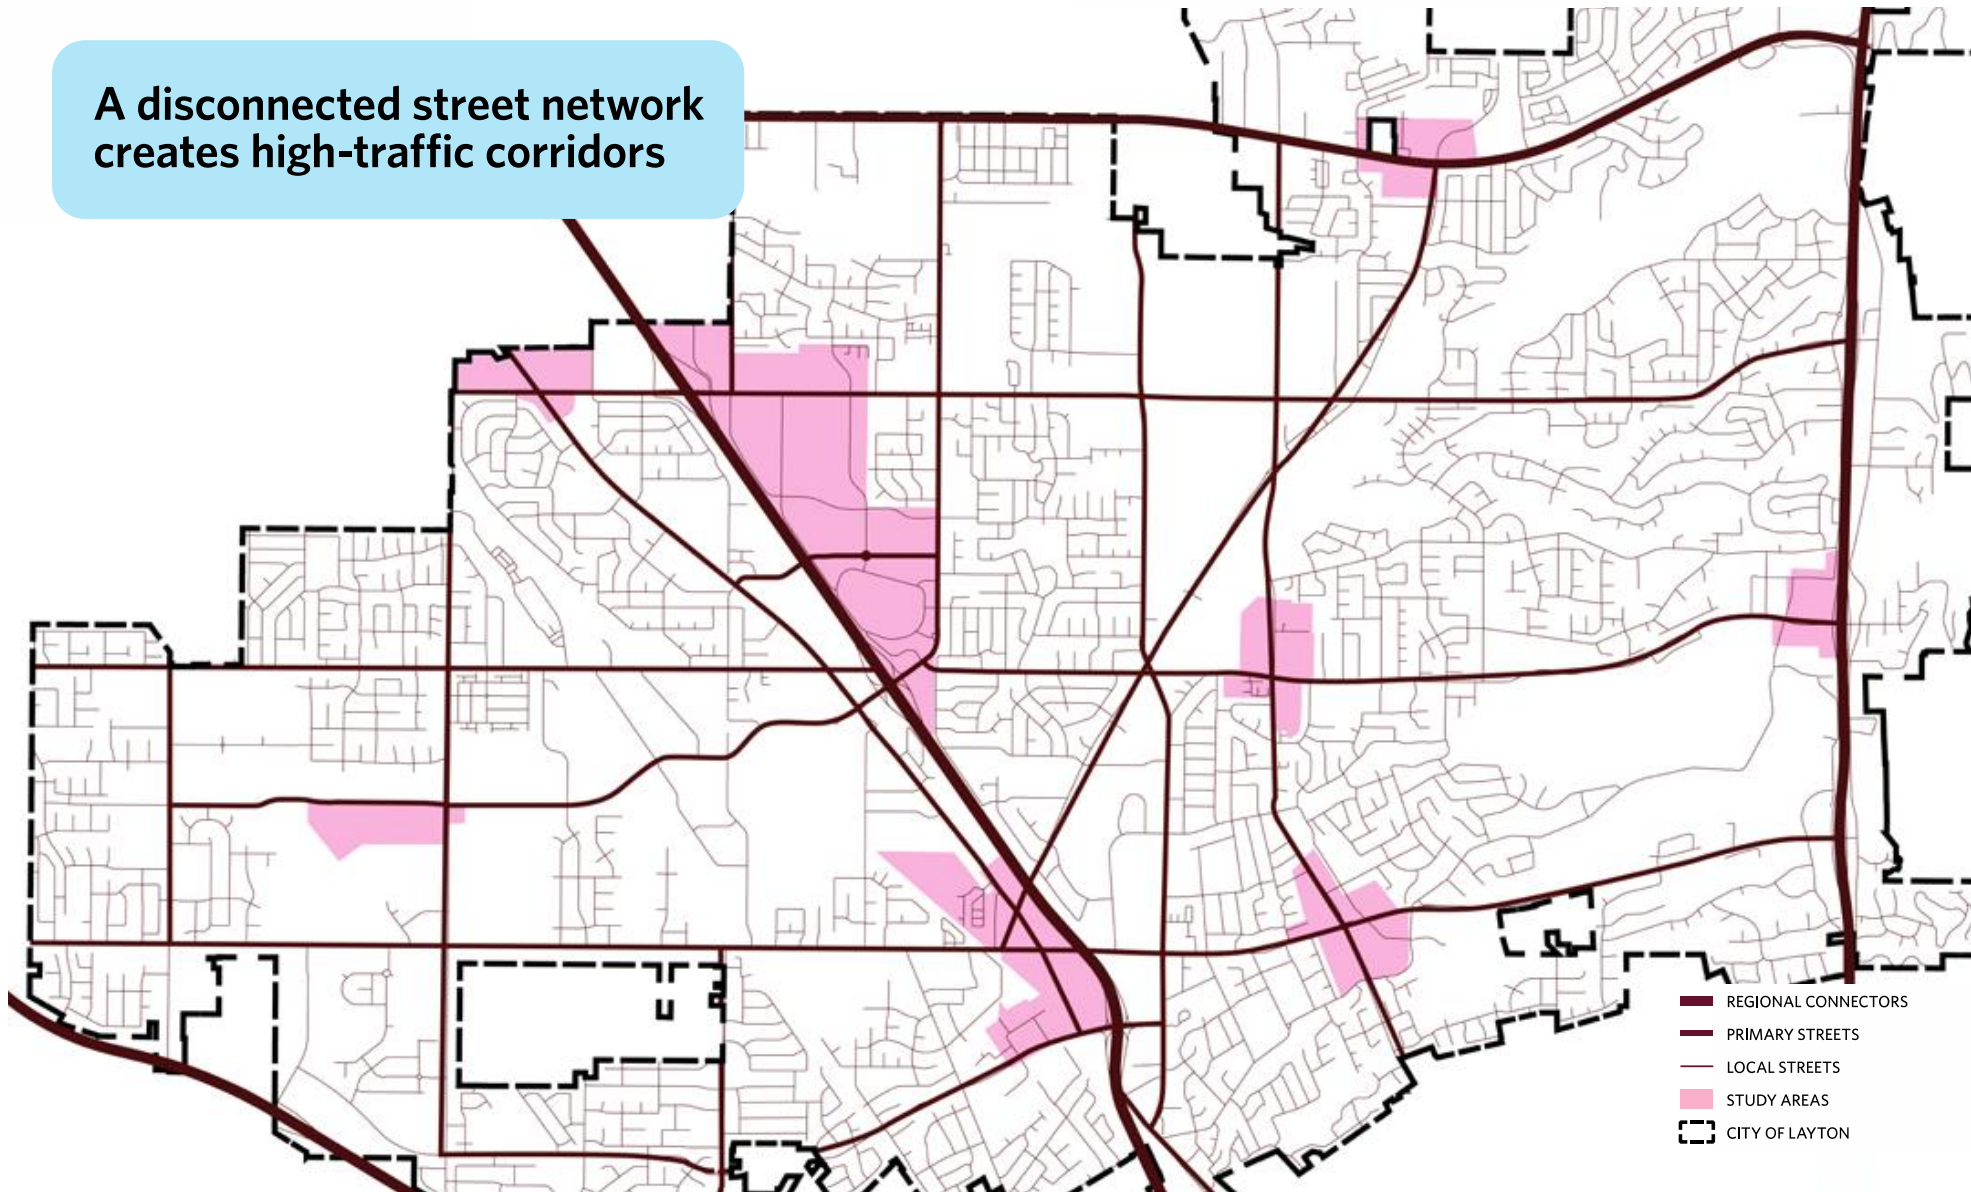 A disconnected street network
creates high-traffic corridors
REGIONAL CONNECTORS
PRIMARY STREETS
LOCAL STREETS
STUDY AREAS
CITY OF LAYTON